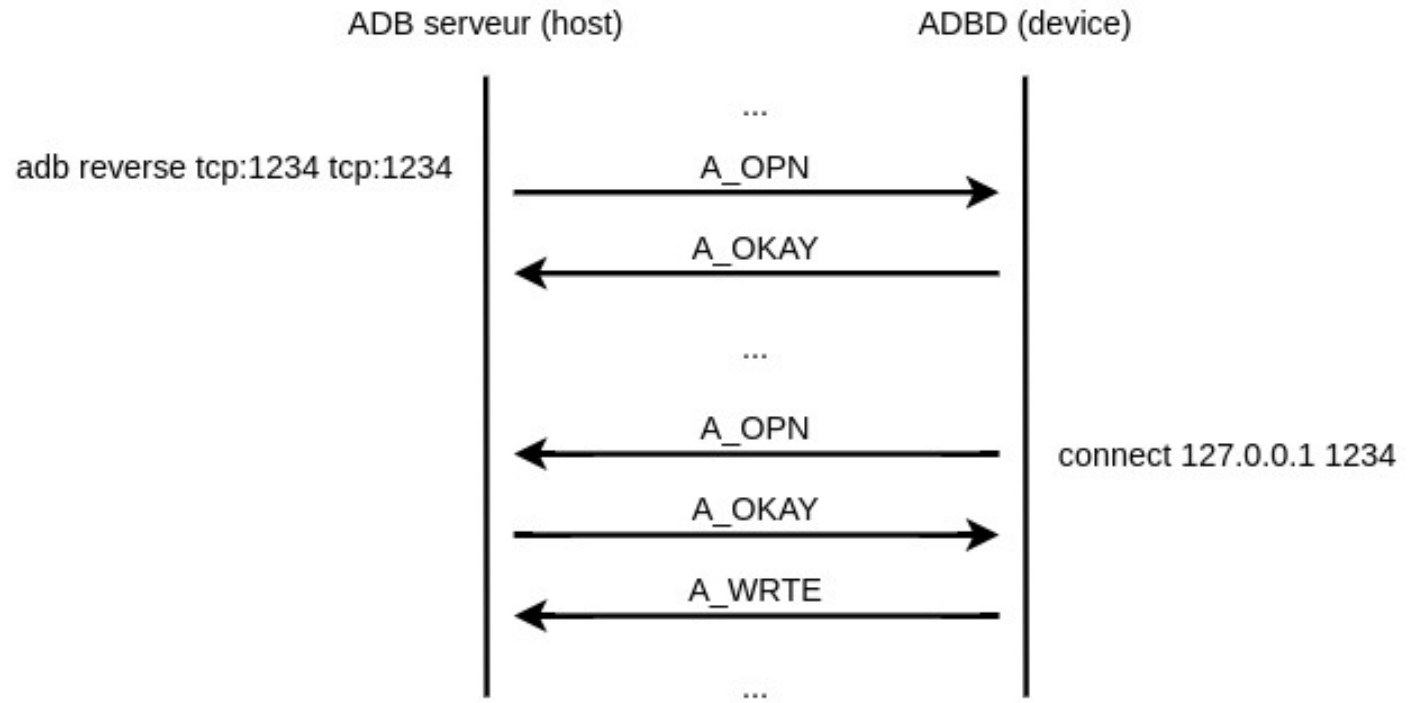 ADB serveur (host)
ADBD (device)
...
adb reverse tcp:1234 tcp:1234
A_OPN
A_OKAY
...
A_OPN
connect 127.0.0.1 1234
A_OKAY
A_WRTE
...